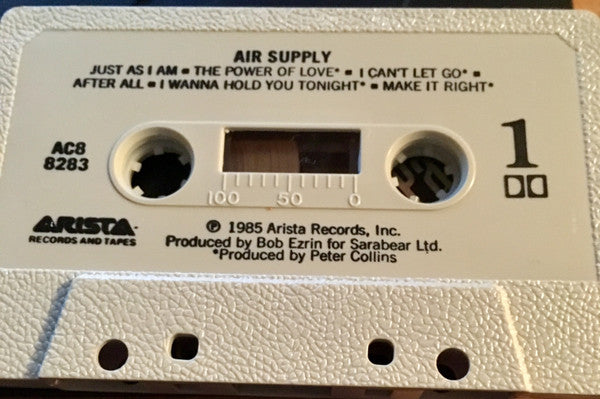 AIR SUPPLY
JUST AS I AM ▪ THE POWER OF LOVE* ▪ I CAN'T LET GO* ▪
AFTER ALL ▪ I WANNA HOLD YOU TONIGHT* ▪ MAKE IT RIGHT*
AC8
8283
1
100 50 0
ARISTA
RECORDS AND TAPES
℗ 1985 Arista Records, Inc.
Produced by Bob Ezrin for Sarabear Ltd.
*Produced by Peter Collins